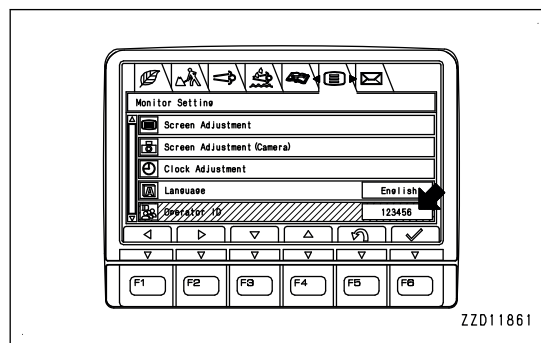 Monitor Setting
Screen Adjustment
Screen Adjustment (Camera)
Clock Adjustment
A Language English
Operator ID 123456
F1 F2 F3 F4 F5 F6
ZZD11861